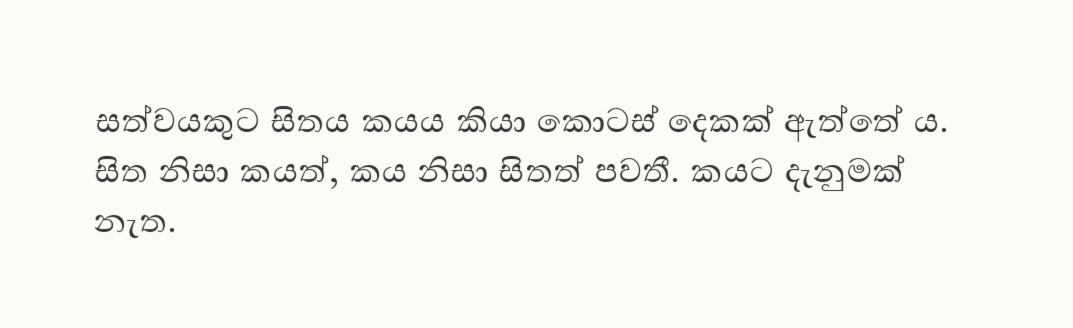 සත්වයකුට සිතය කයය කියා කොටස් දෙකක් ඇත්තේ ය.
සිත නිසා කයත්, කය නිසා සිතත් පවතී. කයට දැනුමක්
නැත.